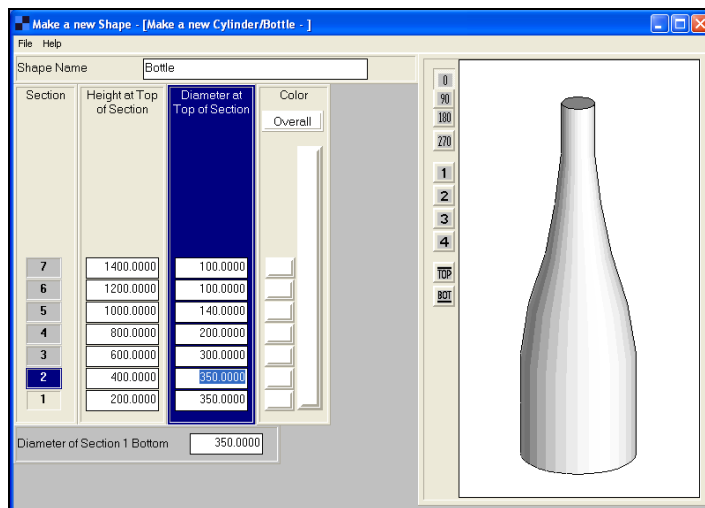 Make a new Shape - [Make a new Cylinder/Bottle - ]
File Help
Shape Name Bottle
Section Height at Top of Section Diameter at Top of Section Color
Overall
7 1400.0000 100.0000
6 1200.0000 100.0000
5 1000.0000 140.0000
4 800.0000 200.0000
3 600.0000 300.0000
2 400.0000 350.0000
1 200.0000 350.0000
Diameter of Section 1 Bottom 350.0000
0
90
180
270
1
2
3
4
TOP
BOT